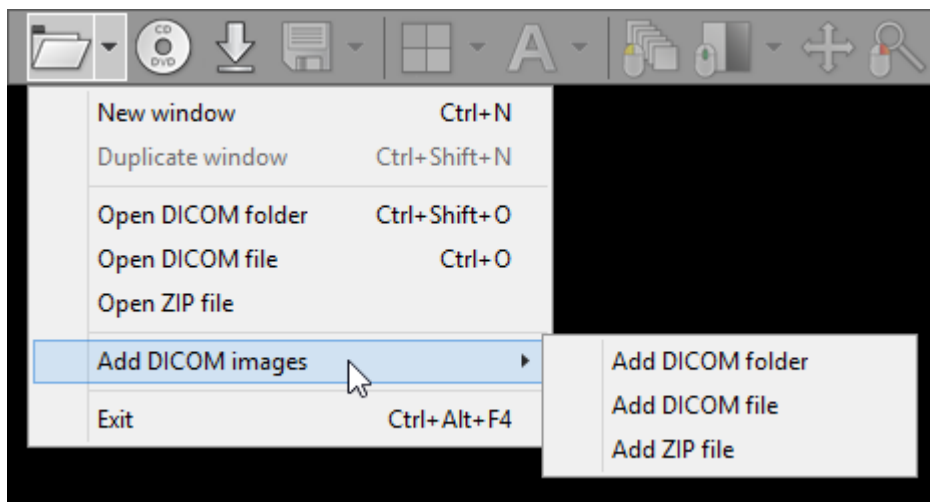 CD
DVD
A
New window Ctrl+N
Duplicate window Ctrl+Shift+N
Open DICOM folder Ctrl+Shift+O
Open DICOM file Ctrl+O
Open ZIP file
Add DICOM images
Exit Ctrl+Alt+F4
Add DICOM folder
Add DICOM file
Add ZIP file